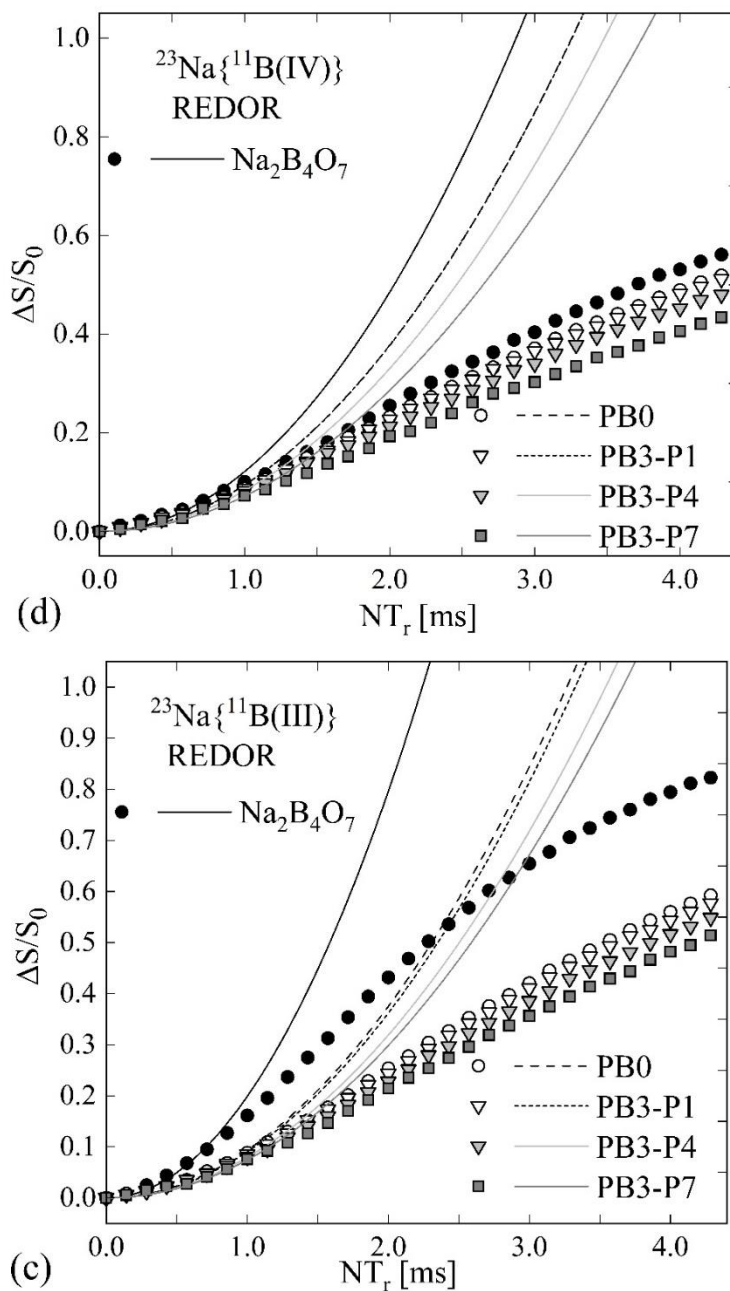 1.0
0.8
0.6
0.4
0.2
0.0
ΔS/S₀
²³Na{¹¹B(IV)}
REDOR
Na₂B₄O₇
PB0
PB3-P1
PB3-P4
PB3-P7
0.0 1.0 2.0 3.0 4.0
NTᵣ [ms]
(d)
1.0
0.9
0.8
0.7
0.6
0.5
0.4
0.3
0.2
0.1
0.0
ΔS/S₀
²³Na{¹¹B(III)}
REDOR
Na₂B₄O₇
PB0
PB3-P1
PB3-P4
PB3-P7
0.0 1.0 2.0 3.0 4.0
NTᵣ [ms]
(c)